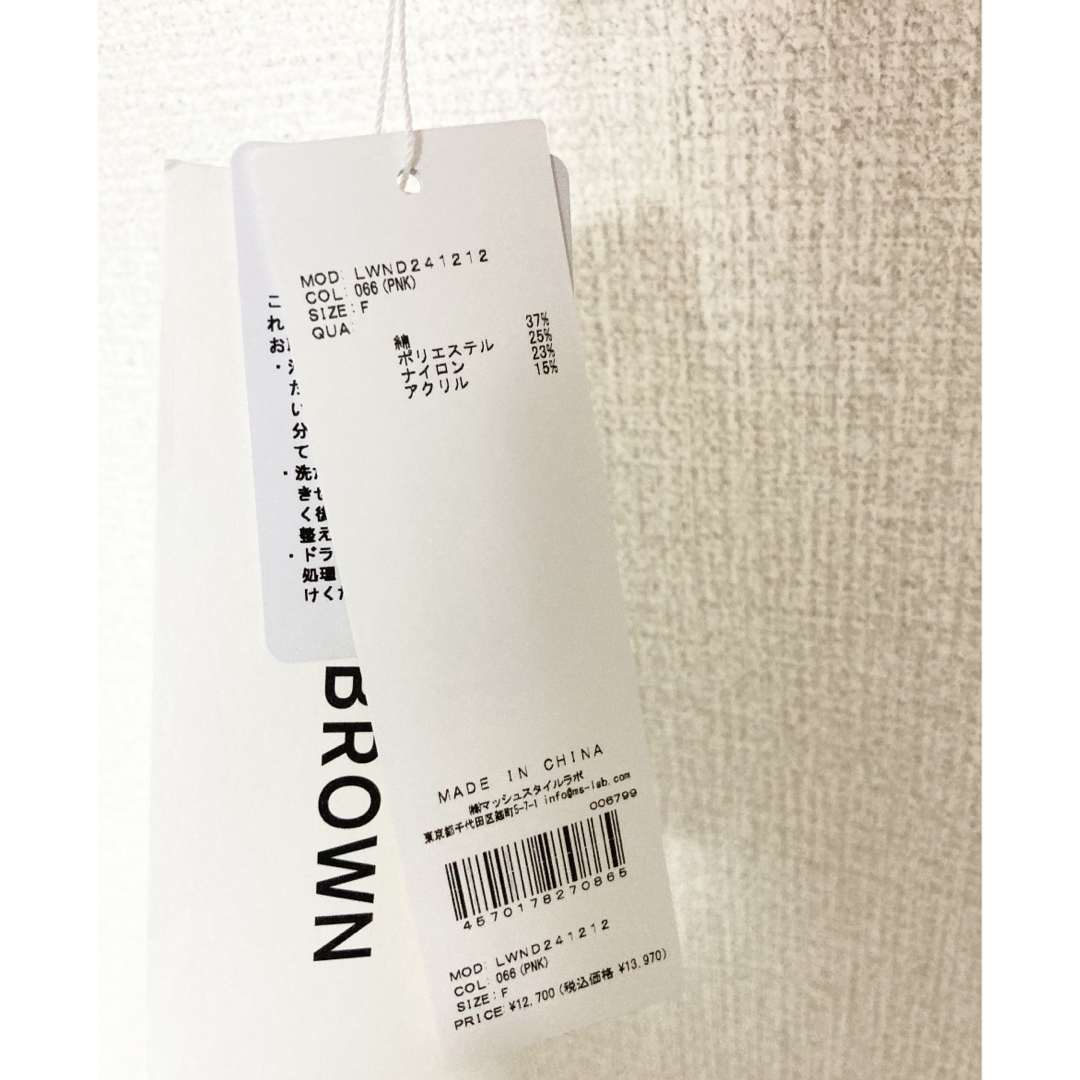 MOD: LWND241212
COL: 066 (PNK)
SIZE: F
QUA:
綿 37%
ポリエステル 25%
ナイロン 23%
アクリル 15%
MADE IN CHINA
㈱マッシュスタイルラボ
東京都千代田区麹町5-7-1 info@ms-lab.com
006799
4570178270865
MOD: LWND241212
COL: 066 (PNK)
SIZE: F
PRICE: ¥12,700 (税込価格 ¥13,970)
こ
れ
お
・
た
い
分
て
・洗
きせ
く後
整え
・ドラ
処理
けくだ
BROWN